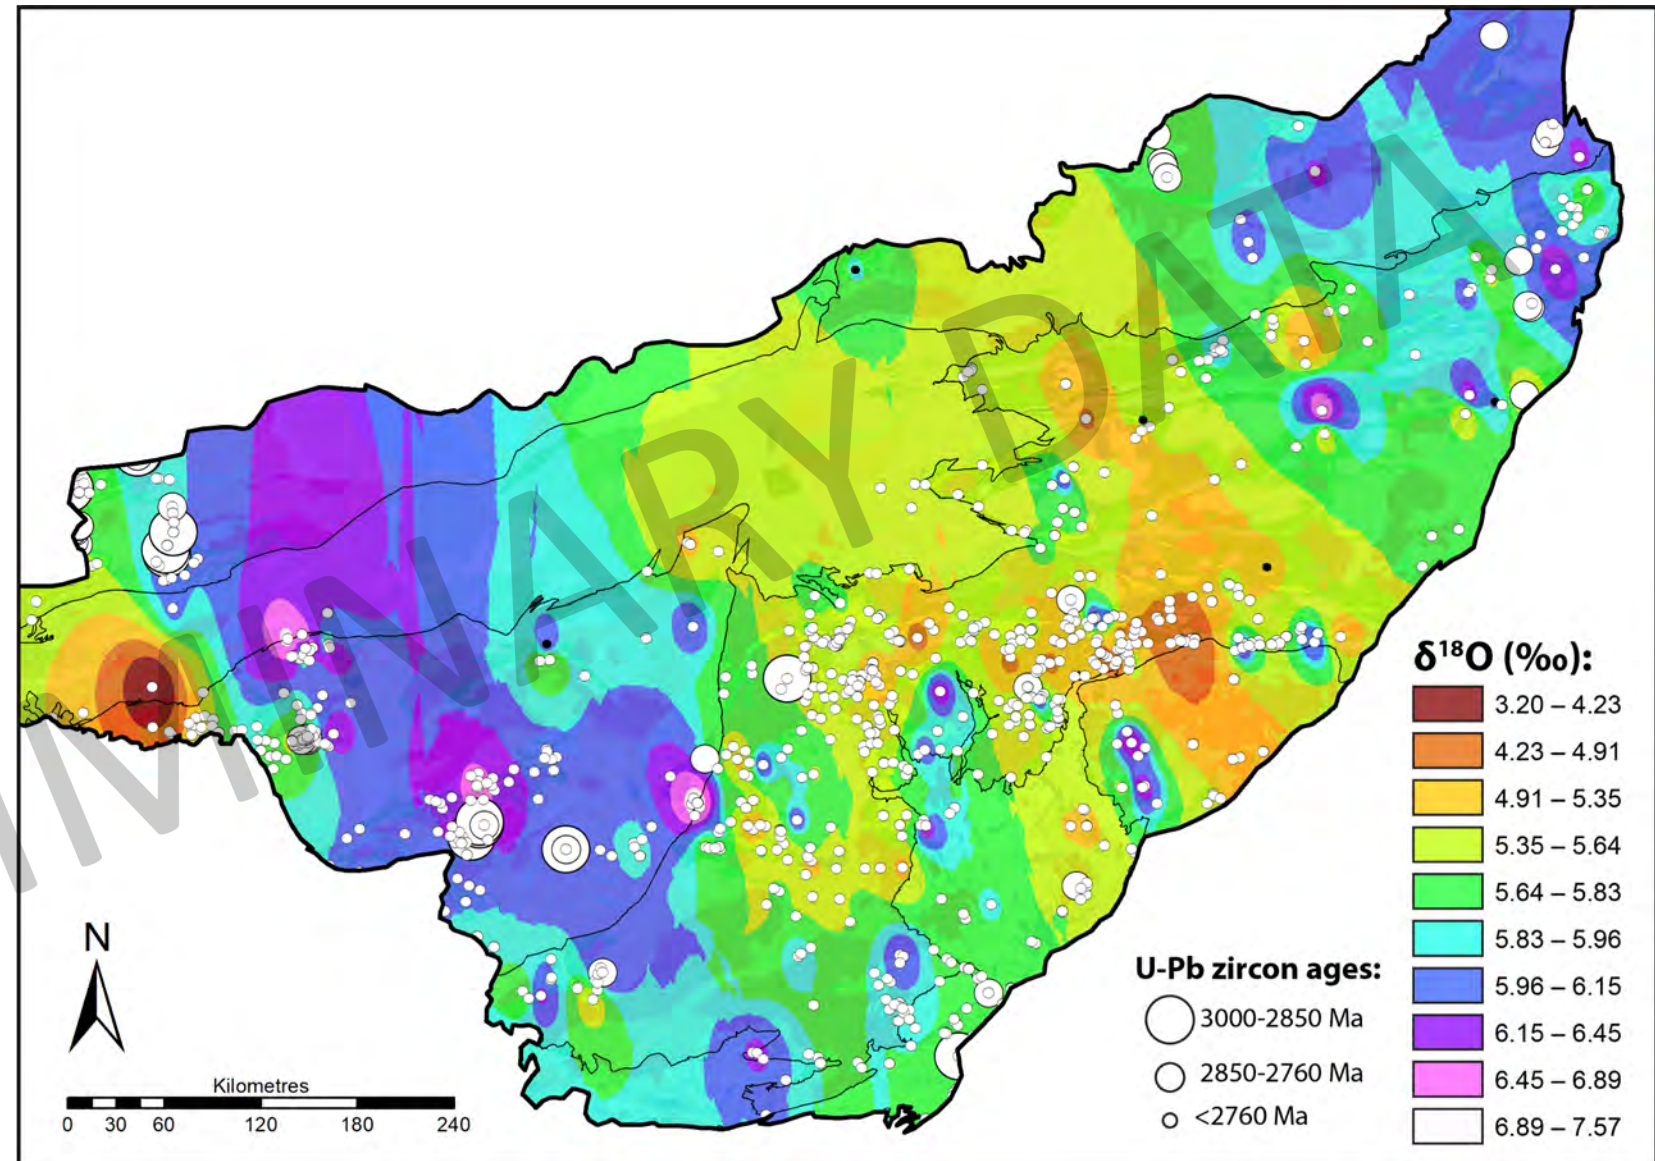 MINARY DATA
δ¹⁸O (‰):
3.20 – 4.23
4.23 – 4.91
4.91 – 5.35
5.35 – 5.64
5.64 – 5.83
5.83 – 5.96
5.96 – 6.15
6.15 – 6.45
6.45 – 6.89
6.89 – 7.57
U-Pb zircon ages:
3000-2850 Ma
2850-2760 Ma
<2760 Ma
N
Kilometres
0 30 60 120 180 240